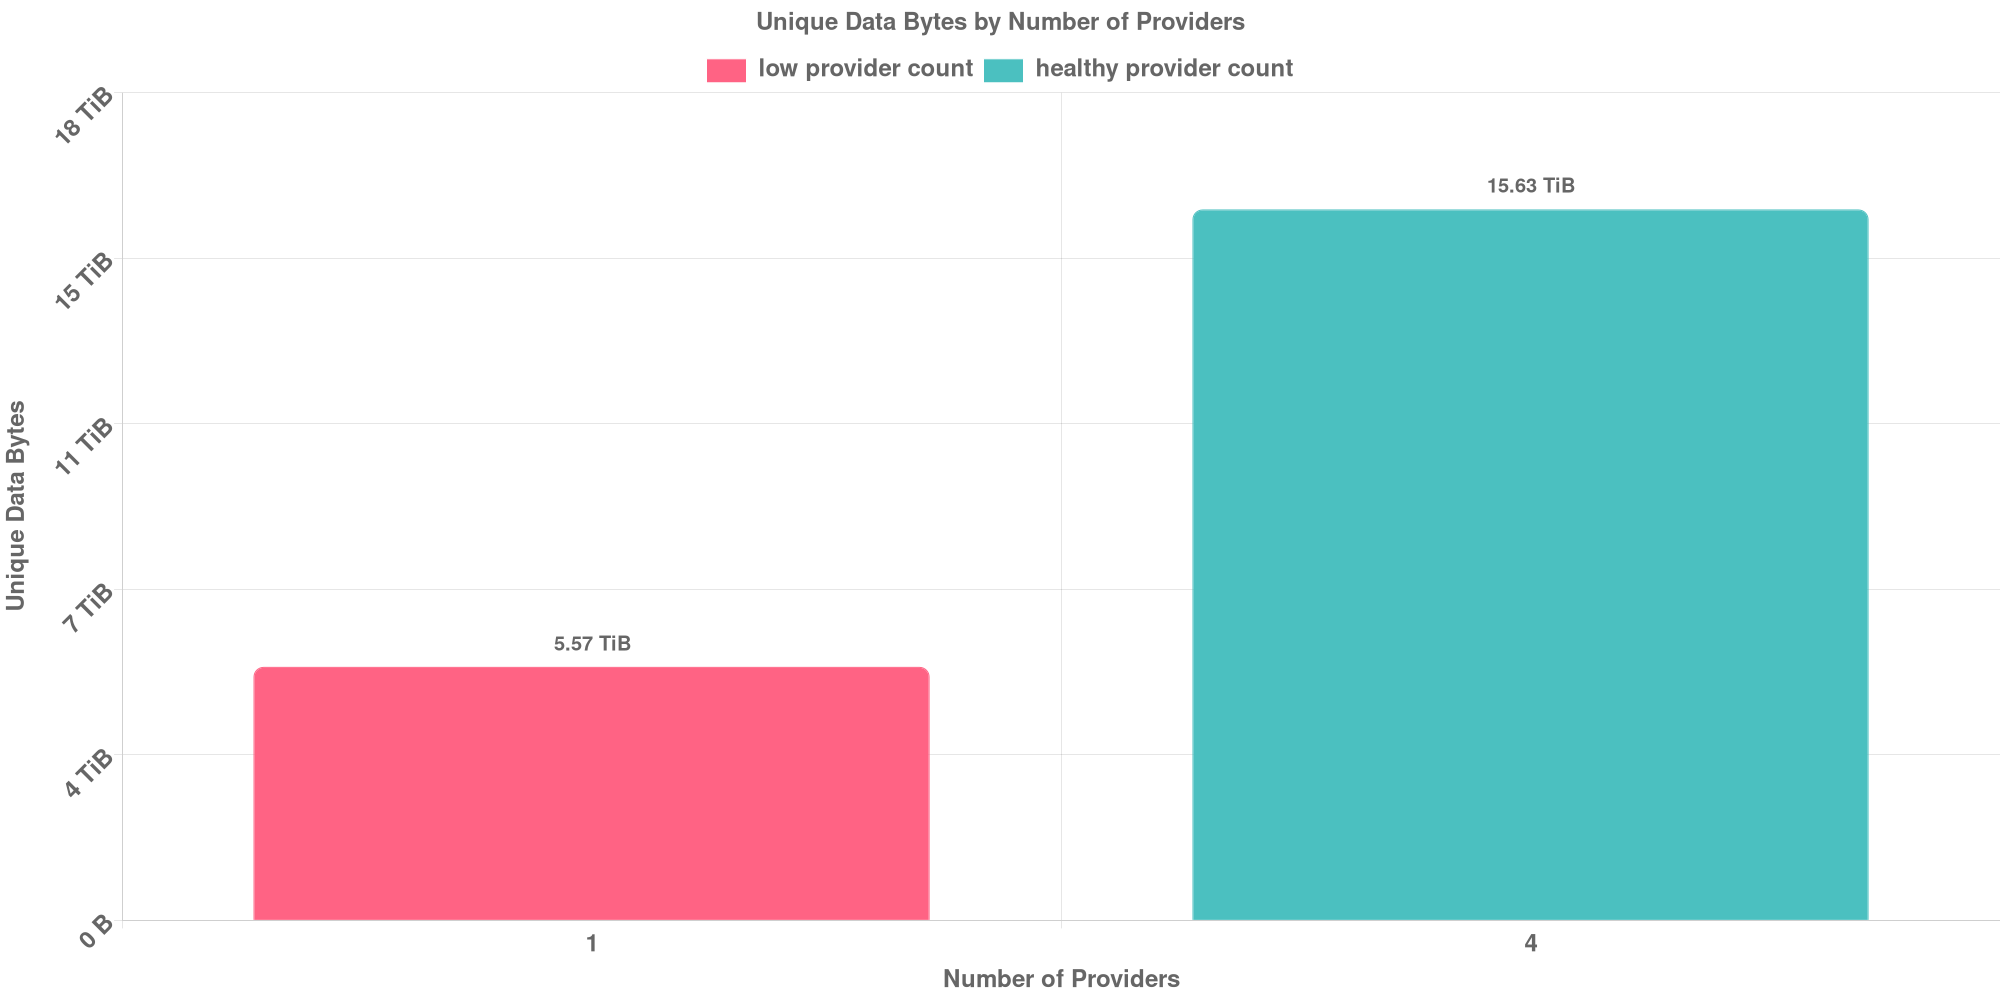 Unique Data Bytes by Number of Providers
low provider count healthy provider count
18 TiB
15.63 TiB
15 TiB
11 TiB
Unique Data Bytes
7 TiB
5.57 TiB
4 TiB
0 B
1 4
Number of Providers